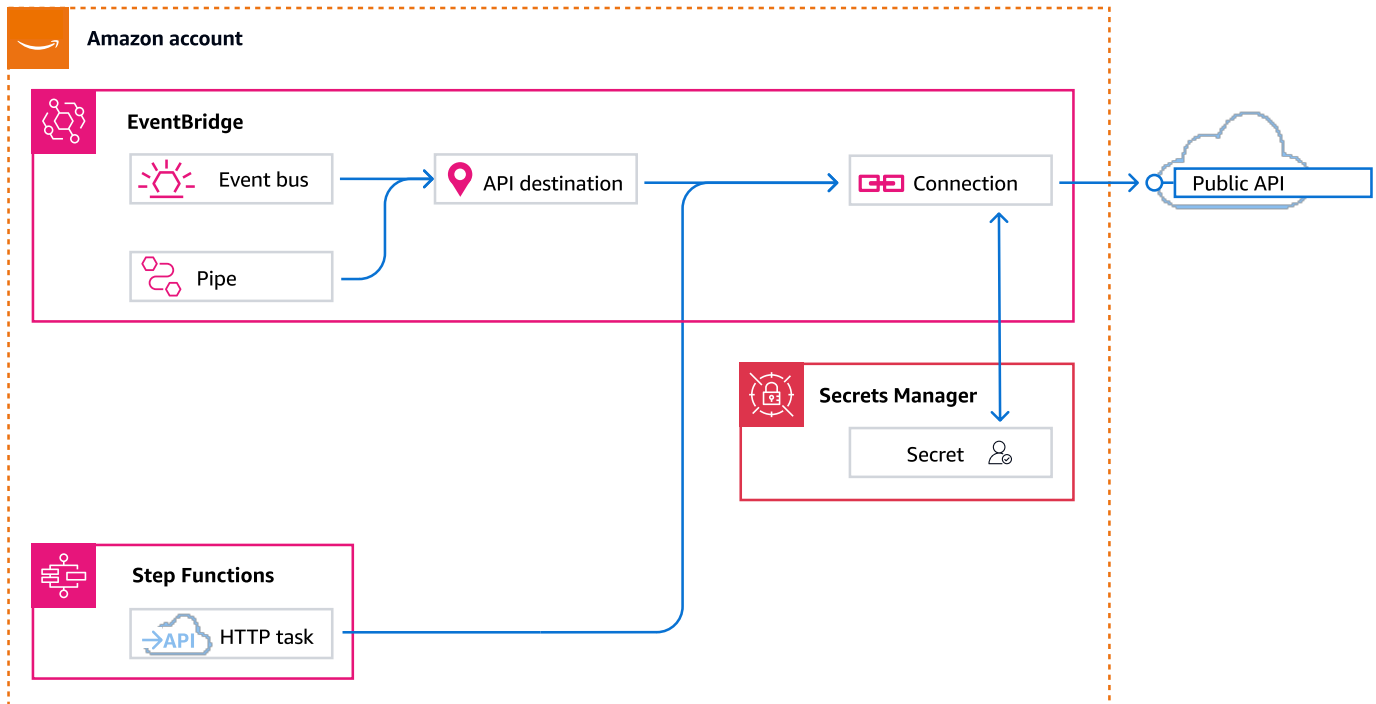 Amazon account
EventBridge
Event bus
API destination
Connection
Public API
Pipe
Secrets Manager
Secret
Step Functions
API
HTTP task